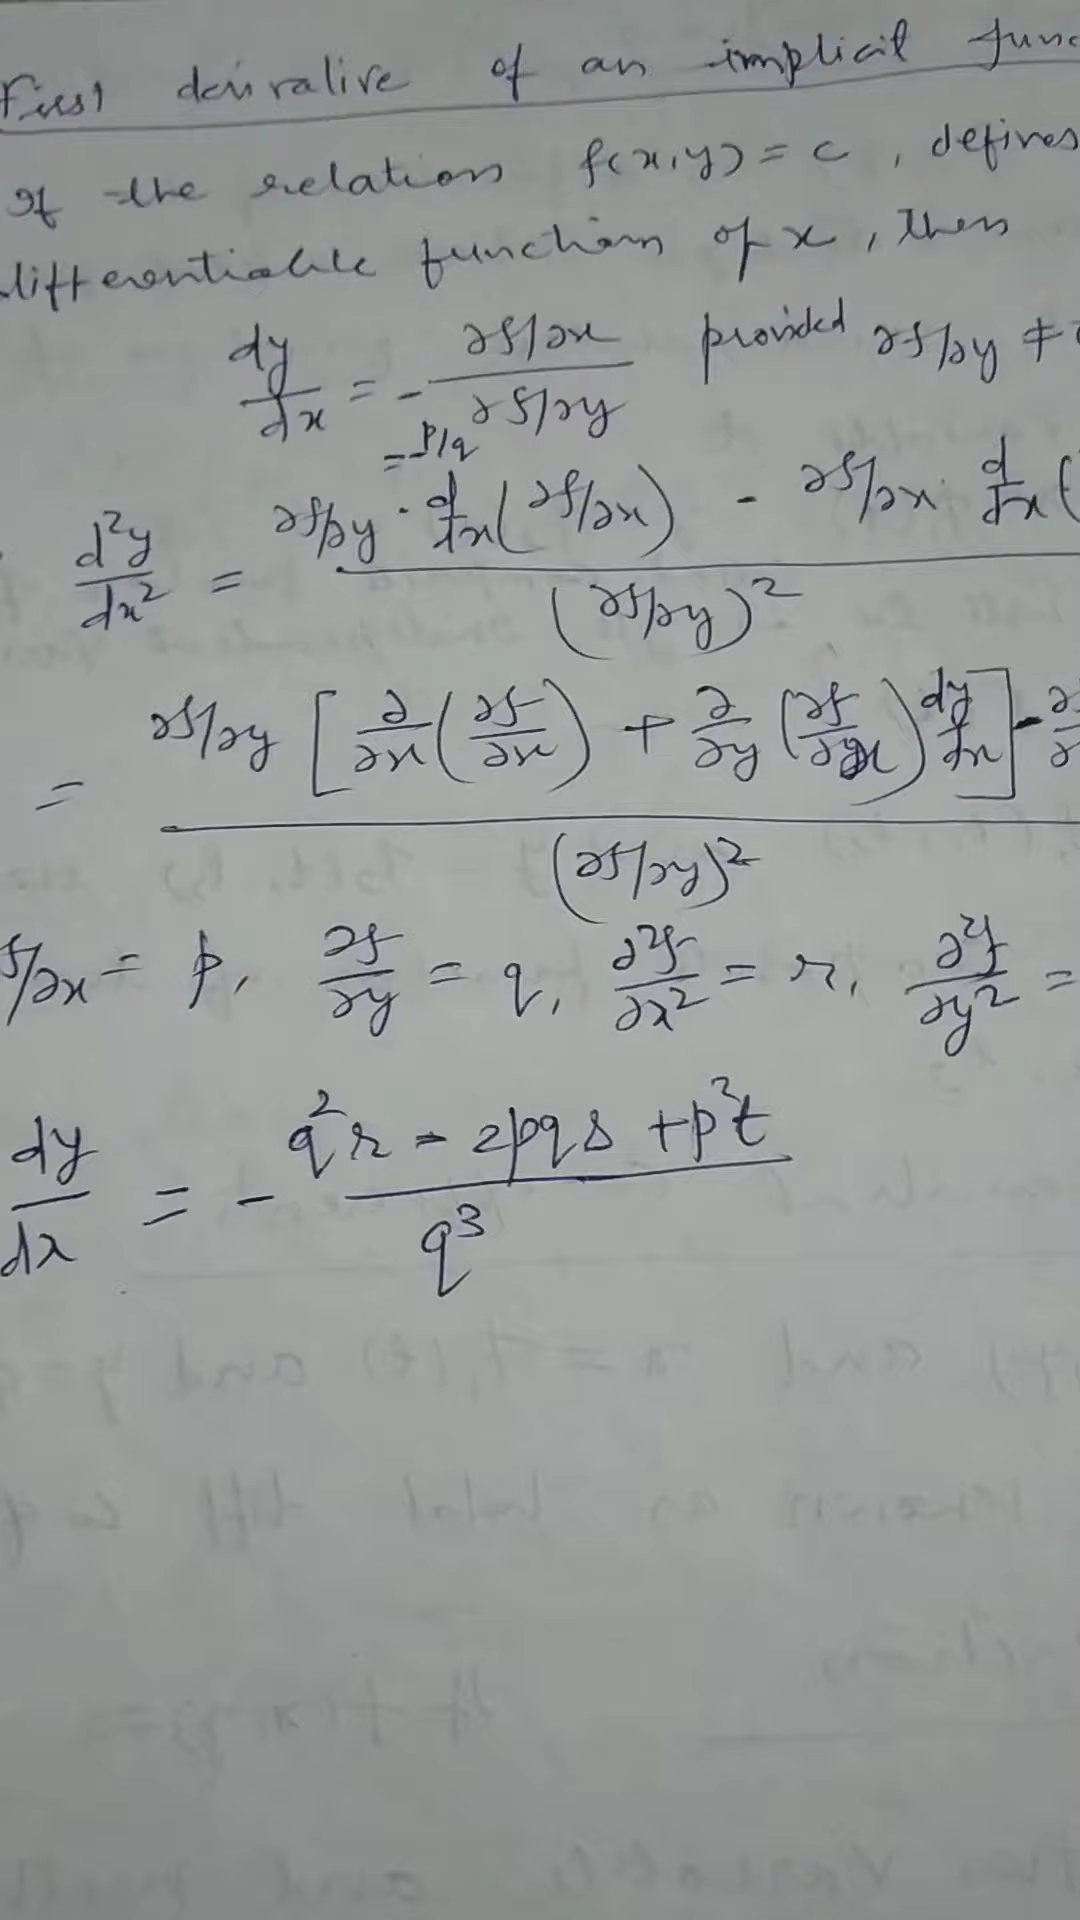 First derivative of an implicit func
If the relation f(x,y) = c, defines
differentiable function of x, then
dy/dx = - (∂f/∂x)/(∂f/∂y) provided ∂f/∂y ≠
= -p/q
d²y/dx² = (∂f/∂y · d/dx(∂f/∂x) - ∂f/∂x · d/dx(
(∂f/∂y)²
= ∂f/∂y [∂/∂x(∂f/∂x) + ∂/∂y(∂f/∂x) dy/dx] - ∂
(∂f/∂y)²
f/∂x = p, ∂f/∂y = q, ∂²f/∂x² = r, ∂²f/∂y² =
dy/dx = - (q²r - 2pqs + p²t)/q³